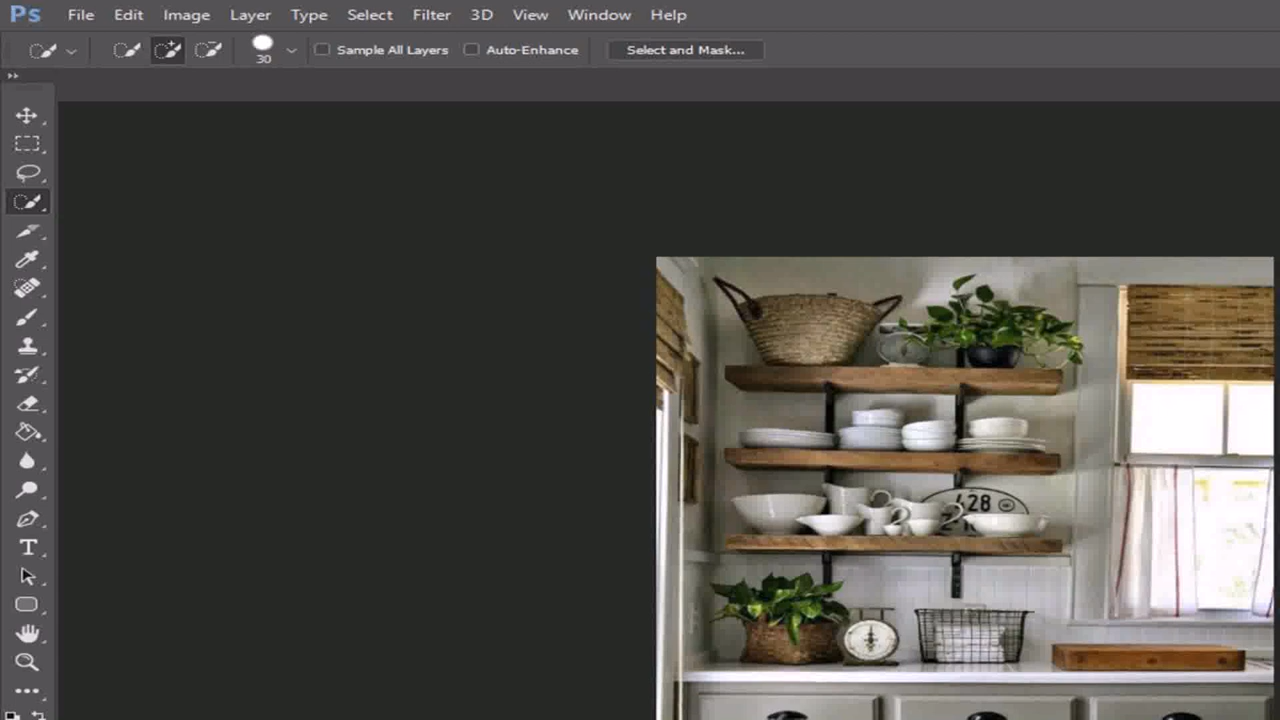 Ps File Edit Image Layer Type Select Filter 3D View Window Help
30 Sample All Layers Auto-Enhance Select and Mask...
428